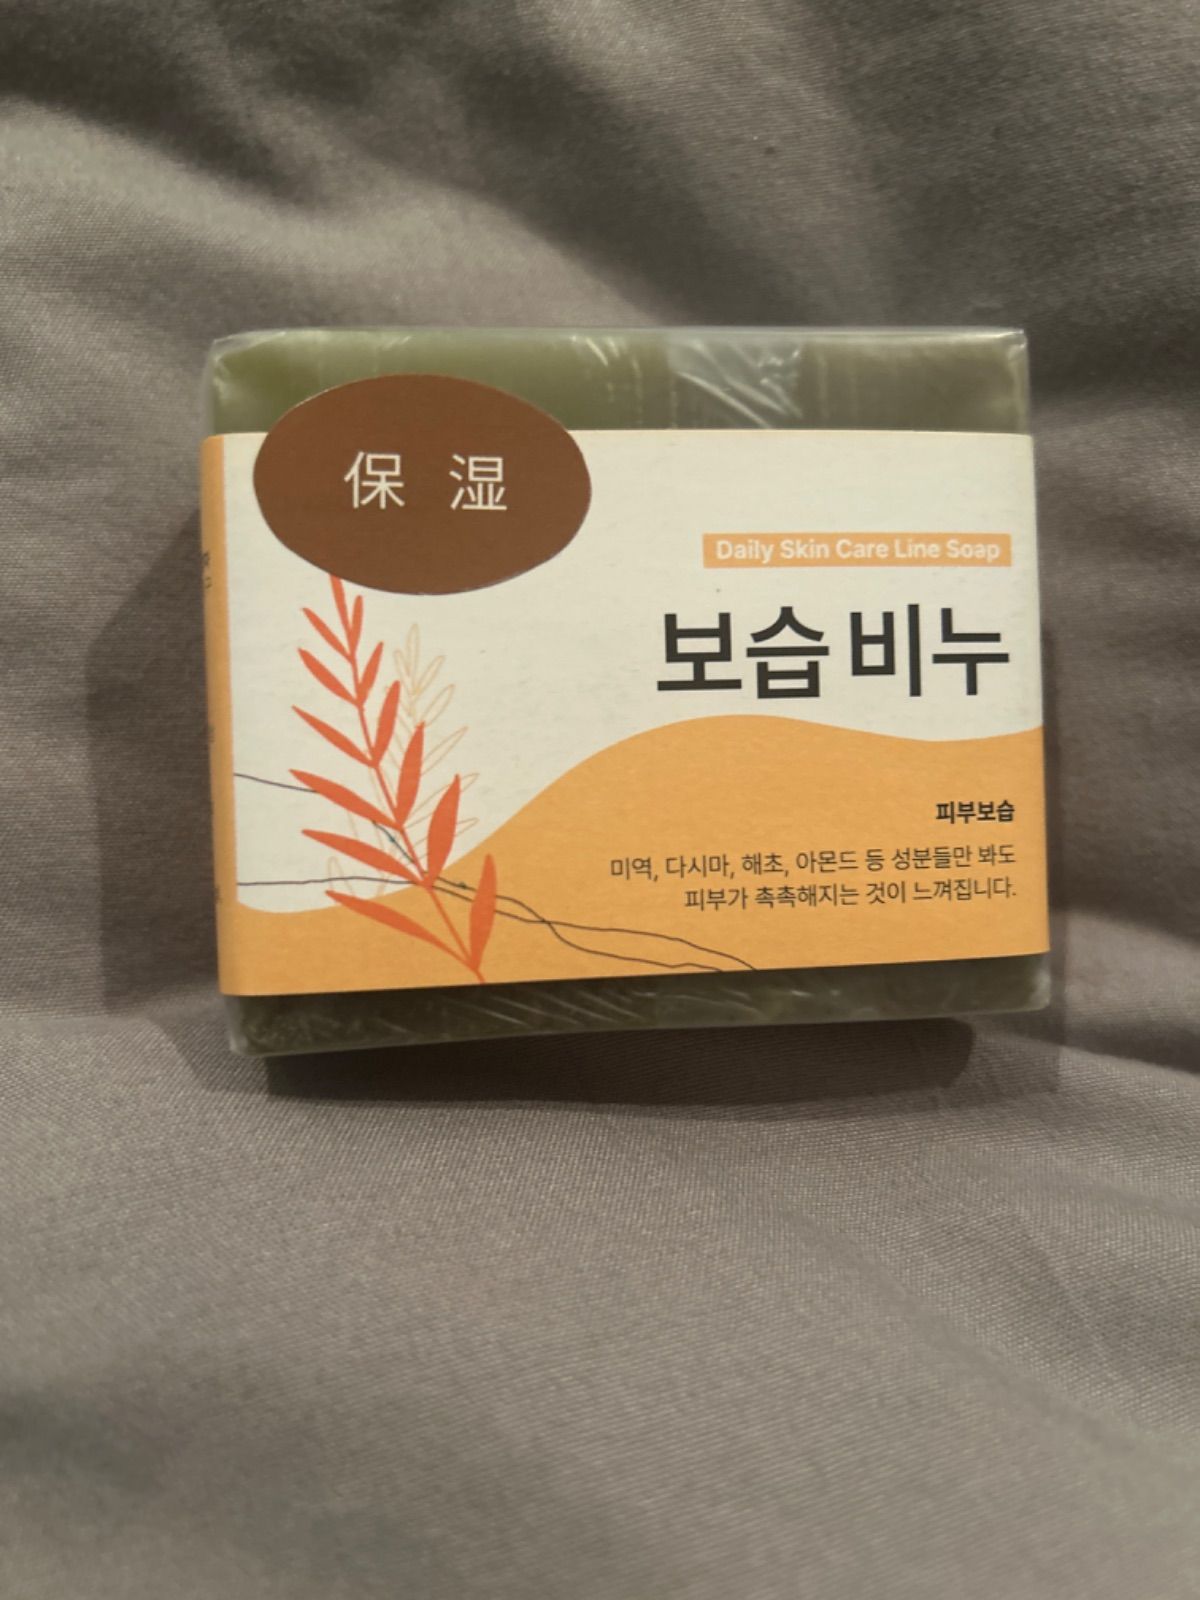 保 湿
Daily Skin Care Line Soap
보습 비누
피부보습
미역, 다시마, 해초, 아몬드 등 성분들만 봐도
피부가 촉촉해지는 것이 느껴집니다.